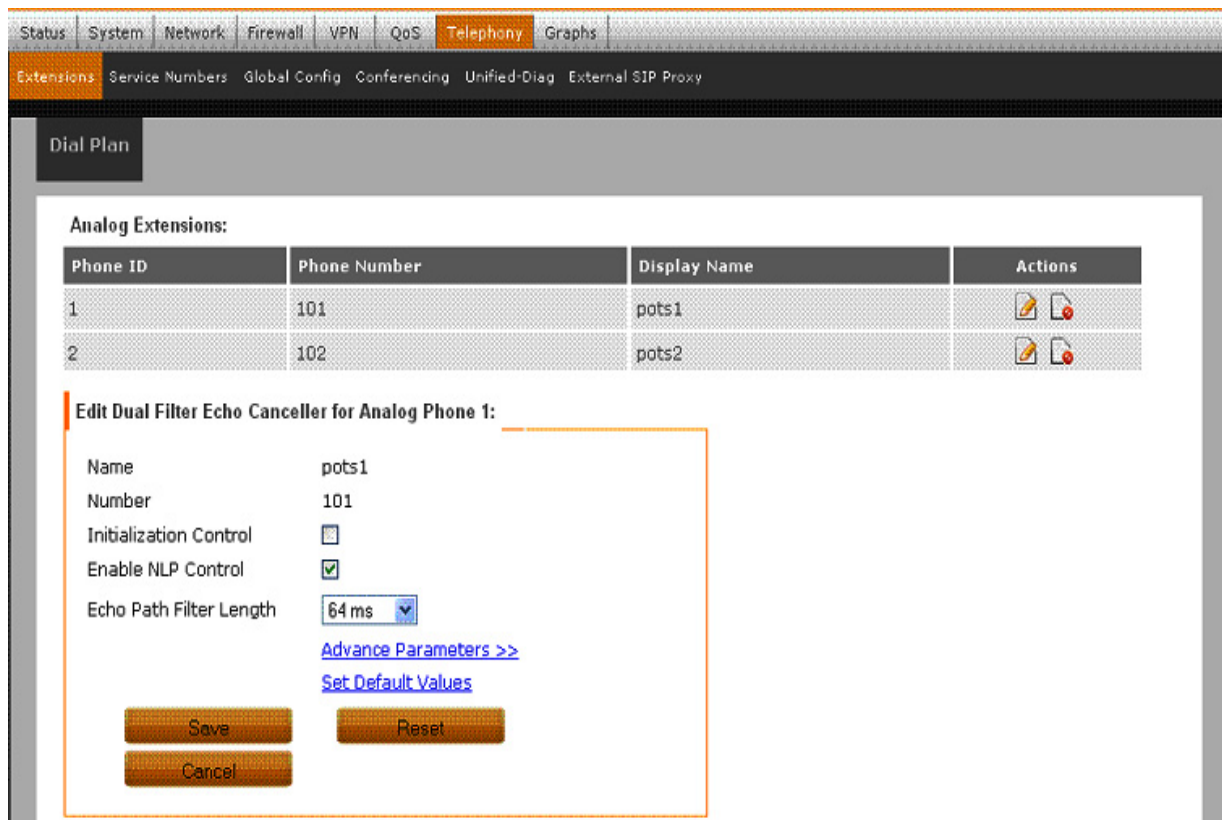 Status System Network Firewall VPN QoS Telephony Graphs
Extensions Service Numbers Global Config Conferencing Unified-Diag External SIP Proxy
Dial Plan
Analog Extensions:
Phone ID Phone Number Display Name Actions
1 101 pots1
2 102 pots2
Edit Dual Filter Echo Canceller for Analog Phone 1:
Name pots1
Number 101
Initialization Control
Enable NLP Control
Echo Path Filter Length 64 ms
Advance Parameters >>
Set Default Values
Save Reset
Cancel